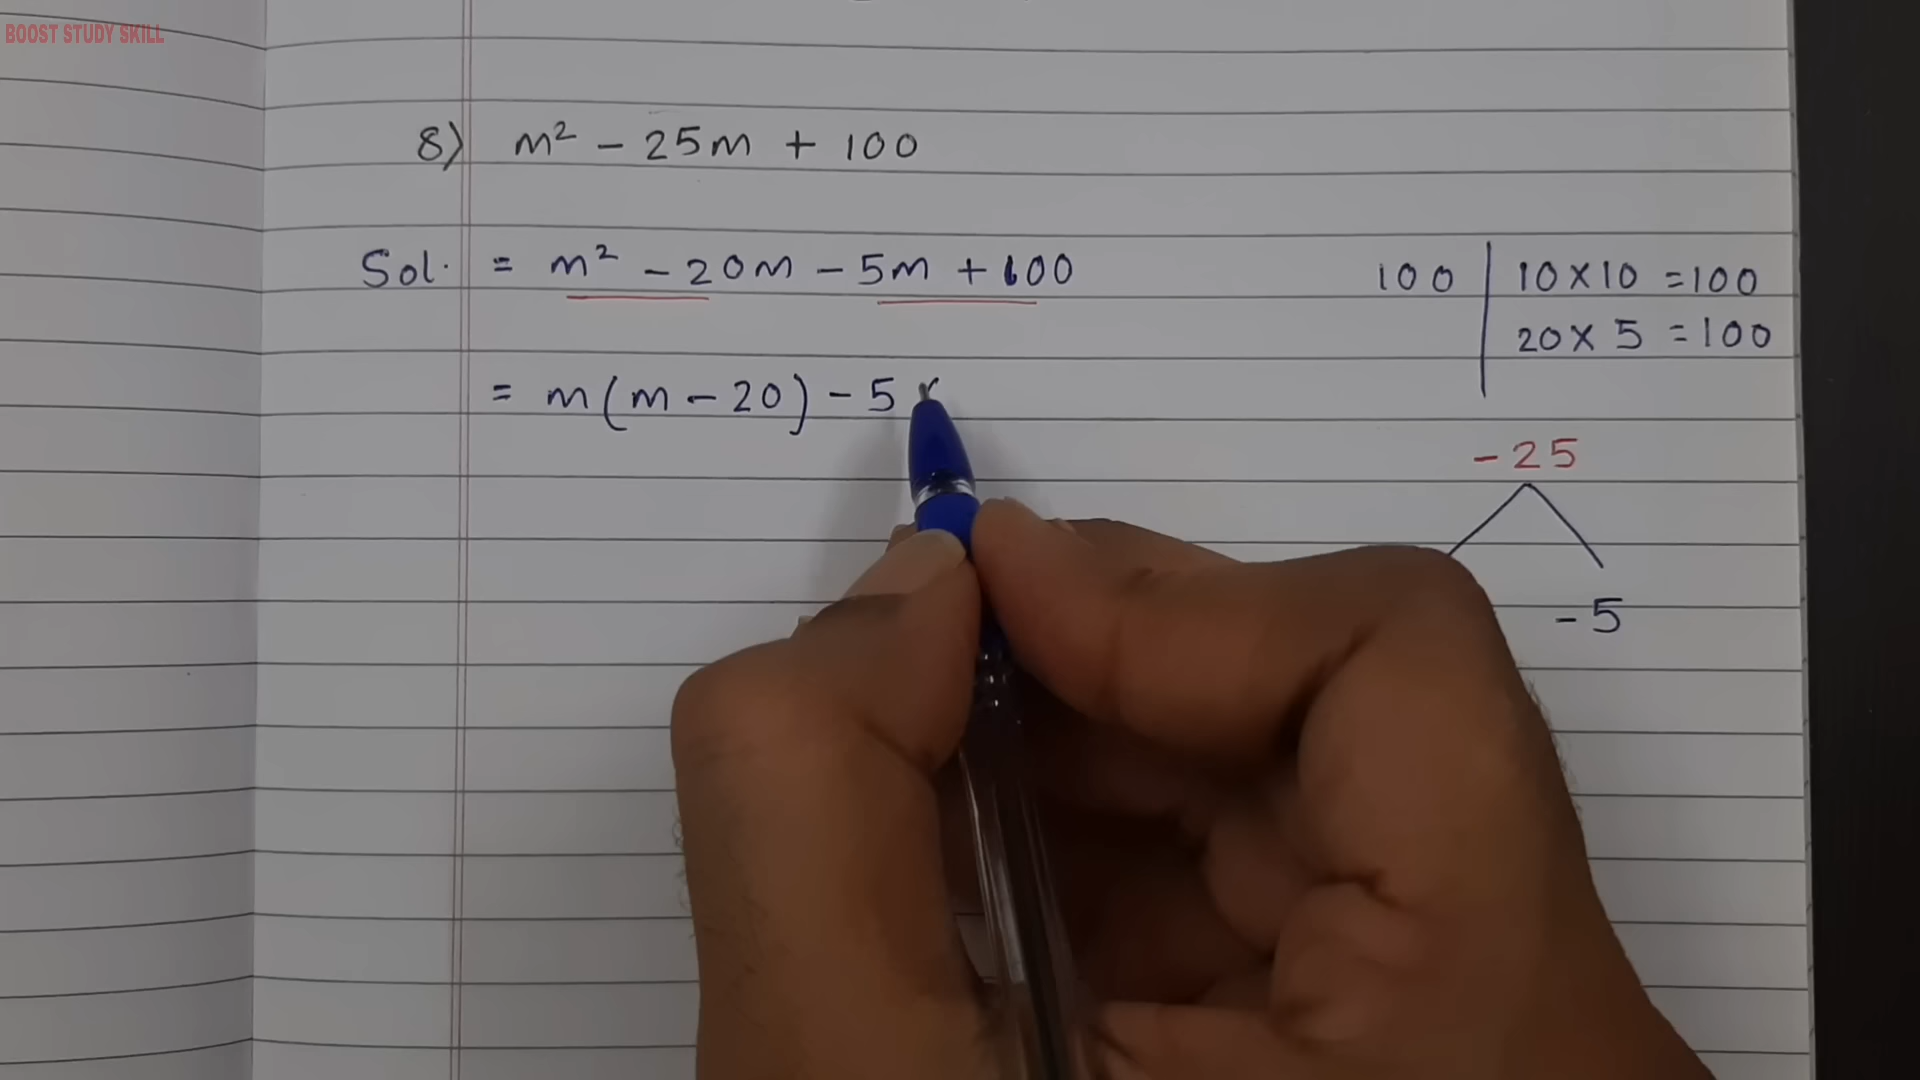 BOOST STUDY SKILL
8) m² - 25m + 100
Sol. = m² - 20m - 5m + 100
= m(m - 20) - 5(
100 | 10 × 10 = 100
20 × 5 = 100
-25
-5